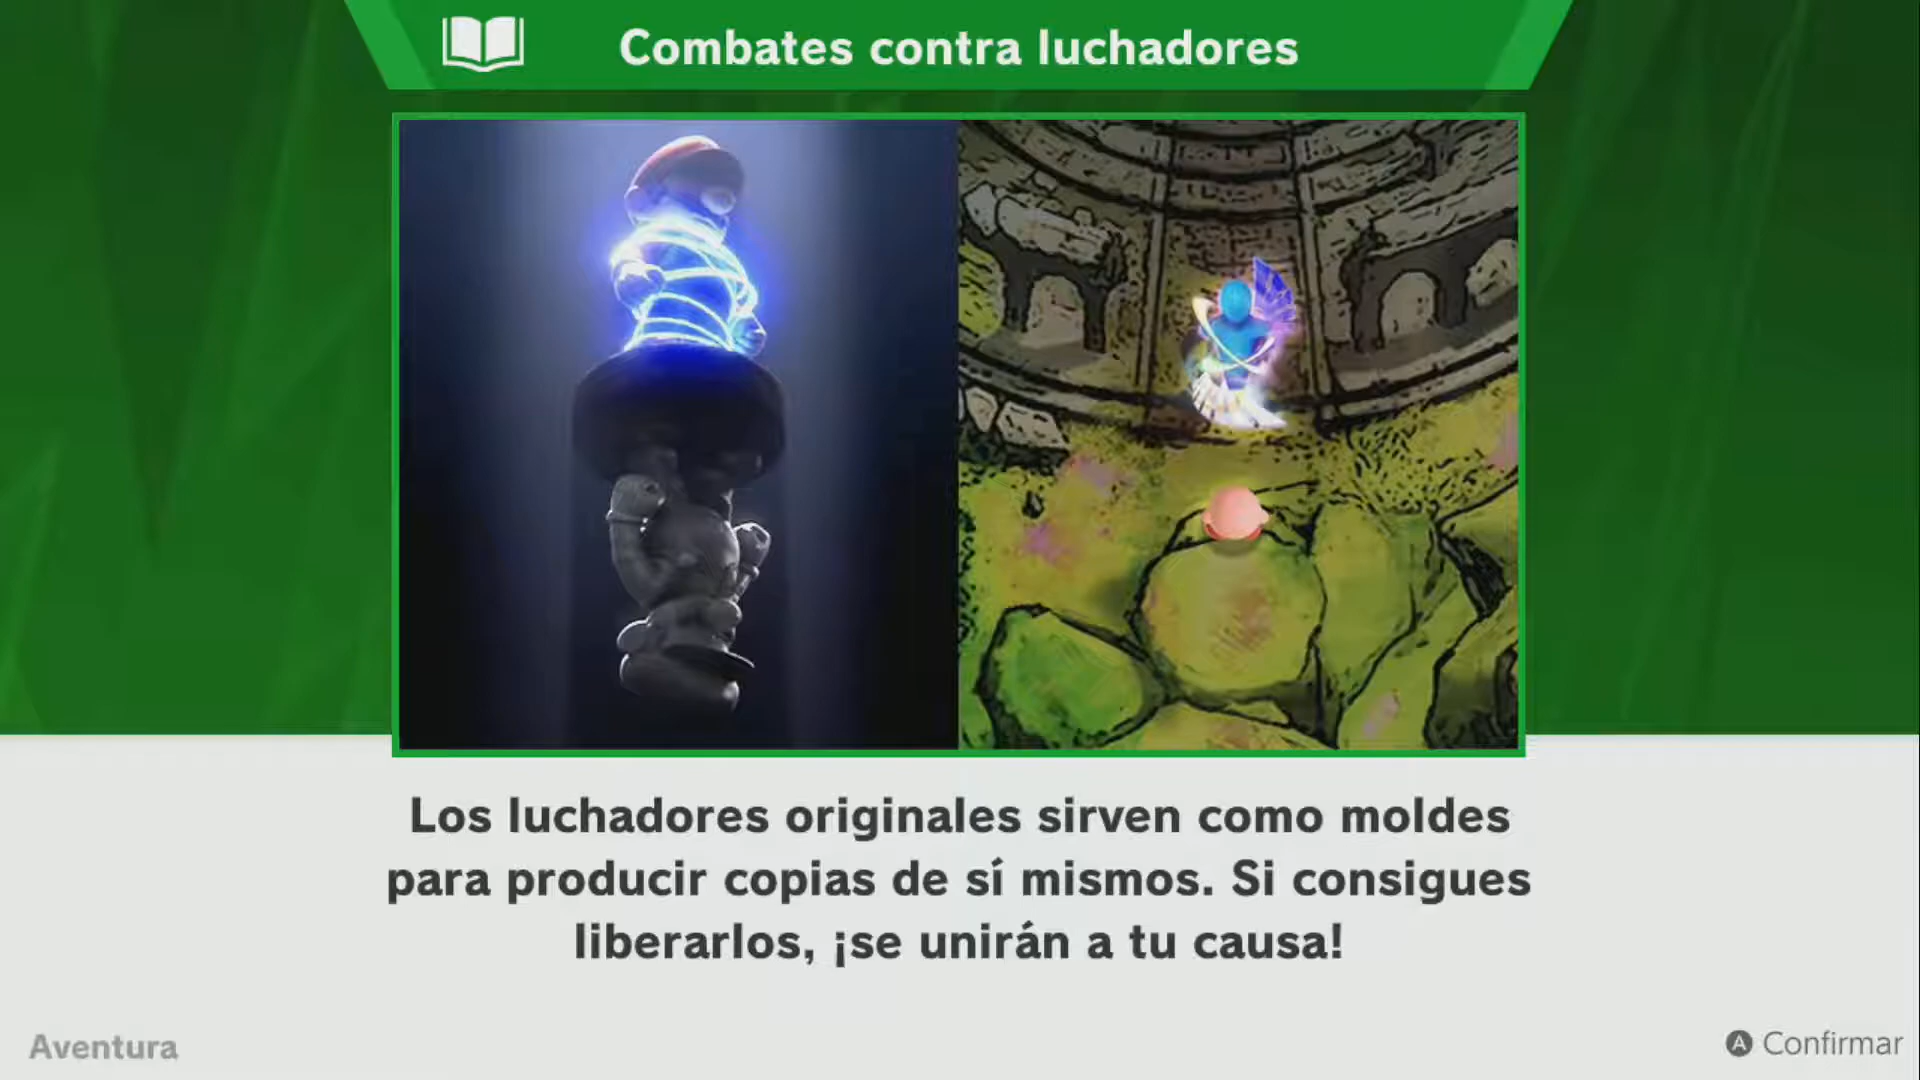 Combates contra luchadores
Los luchadores originales sirven como moldes
para producir copias de sí mismos. Si consigues
liberarlos, ¡se unirán a tu causa!
Aventura
A Confirmar